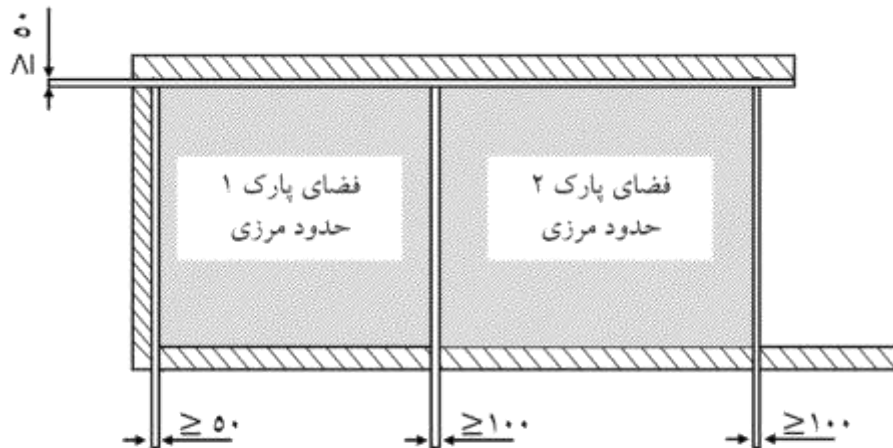 ≥ ۵۰
فضای پارک ۱
حدود مرزی
فضای پارک ۲
حدود مرزی
≥ ۵۰
≥۱۰۰
≥۱۰۰